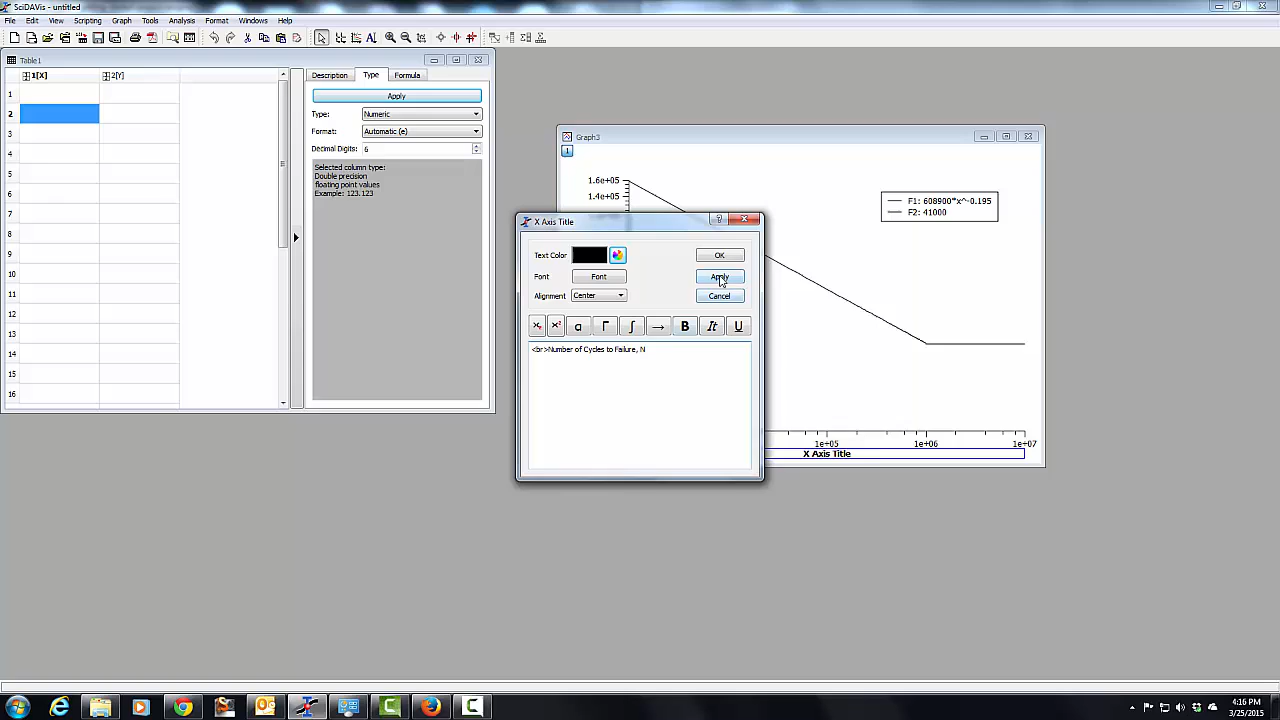 SciDAVis - untitled
File Edit View Scripting Graph Tools Analysis Format Windows Help
Table1
1[X] 2[Y]
1
2
3
4
5
6
7
8
9
10
11
12
13
14
15
16
Description Type Formula
Apply
Type: Numeric
Format: Automatic (e)
Decimal Digits: 6
Selected column type:
Double precision
floating point values
Example: 123.123
Graph3
1
1.6e+05
1.4e+05
F1: 608900*x^-0.195
F2: 41000
1e+05 1e+06 1e+07
X Axis Title
X Axis Title
Text Color OK
Font Font Apply
Alignment Center Cancel
B It U
<br>Number of Cycles to Failure, N
4:16 PM
3/25/2015